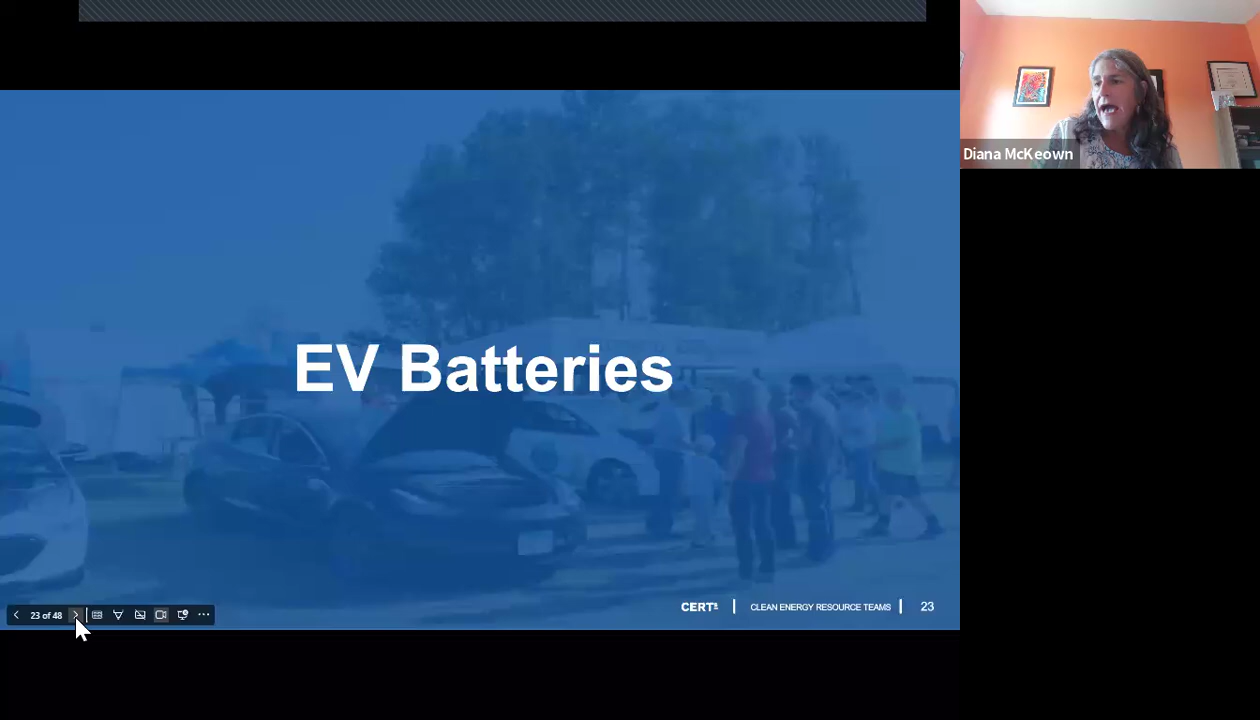 Diana McKeown
EV Batteries
23 of 48
CERTs | CLEAN ENERGY RESOURCE TEAMS | 23